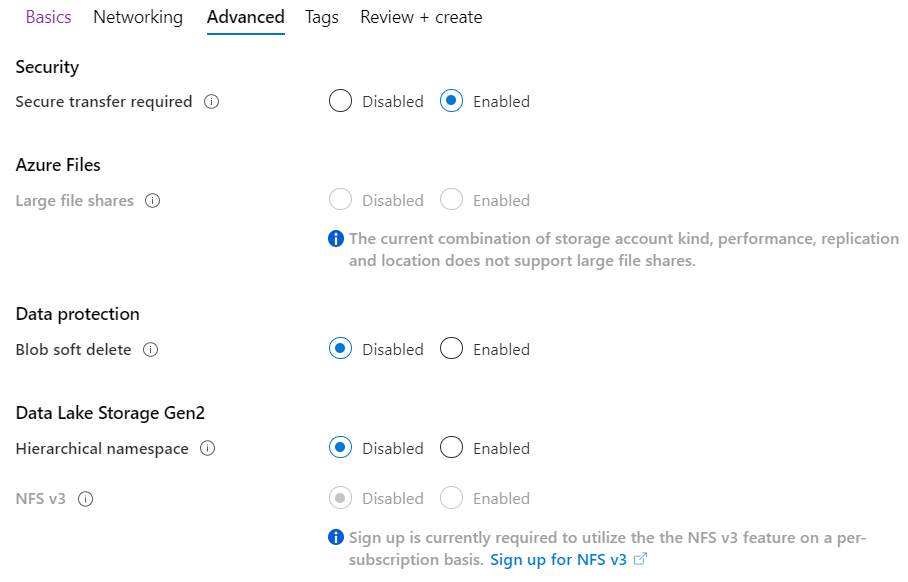 Basics Networking Advanced Tags Review + create
Security
Secure transfer required Disabled Enabled
Azure Files
Large file shares Disabled Enabled
The current combination of storage account kind, performance, replication
and location does not support large file shares.
Data protection
Blob soft delete Disabled Enabled
Data Lake Storage Gen2
Hierarchical namespace Disabled Enabled
NFS v3 Disabled Enabled
Sign up is currently required to utilize the the NFS v3 feature on a per-
subscription basis. Sign up for NFS v3